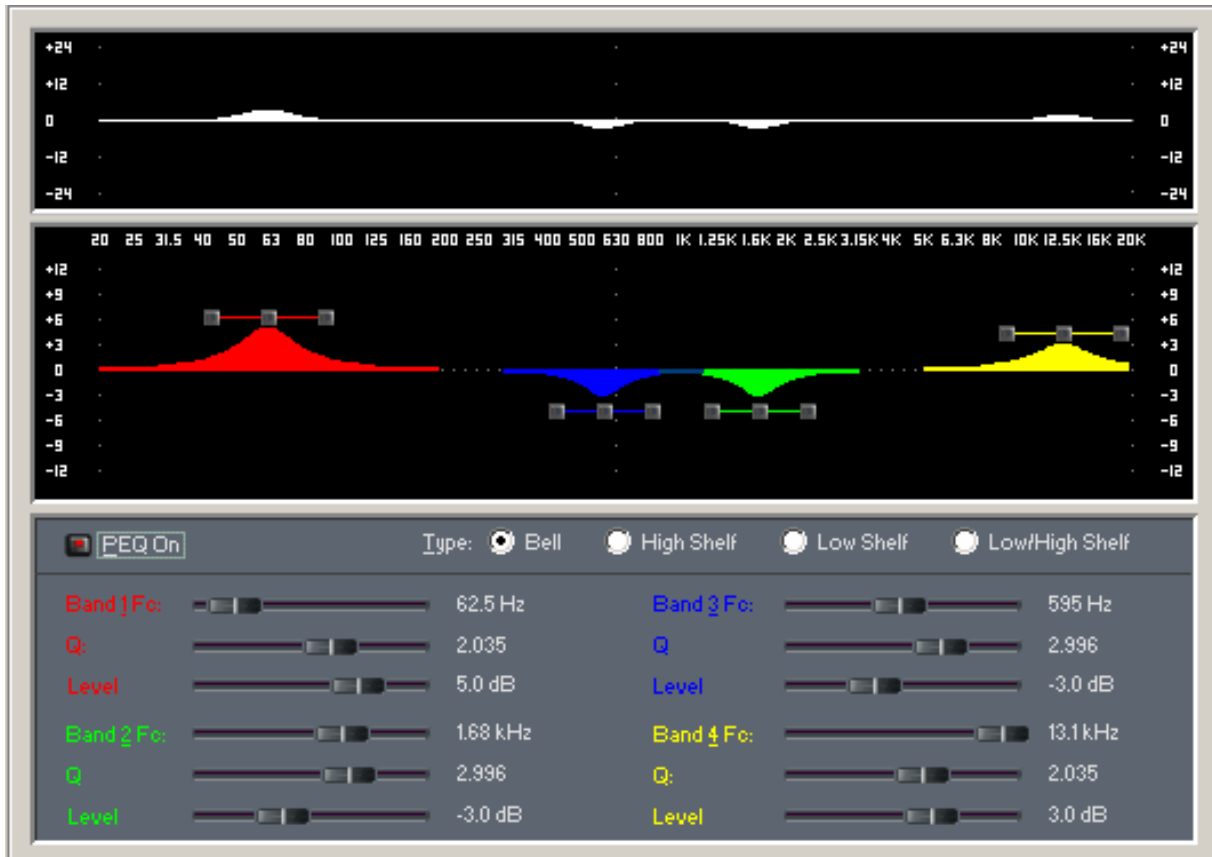 +24 +24
+12 +12
0 0
-12 -12
-24 -24
20 25 31.5 40 50 63 80 100 125 160 200 250 315 400 500 630 800 1K 1.25K 1.6K 2K 2.5K 3.15K 4K 5K 6.3K 8K 10K 12.5K 16K 20K
+12 +12
+9 +9
+6 +6
+3 +3
0 0
-3 -3
-6 -6
-9 -9
-12 -12
PEQ On Type: Bell High Shelf Low Shelf Low/High Shelf
Band 1 Fc: 62.5 Hz Band 3 Fc: 595 Hz
Q: 2.035 Q 2.996
Level 5.0 dB Level -3.0 dB
Band 2 Fc: 1.68 kHz Band 4 Fc: 13.1 kHz
Q 2.996 Q: 2.035
Level -3.0 dB Level 3.0 dB